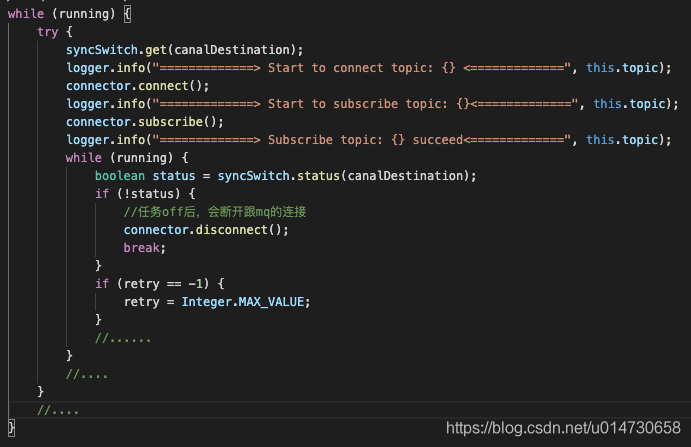 while (running) {
    try {
        syncSwitch.get(canalDestination);
        logger.info("=============> Start to connect topic: {} <=============", this.topic);
        connector.connect();
        logger.info("=============> Start to subscribe topic: {}<=============", this.topic);
        connector.subscribe();
        logger.info("=============> Subscribe topic: {} succeed<=============", this.topic);
        while (running) {
            boolean status = syncSwitch.status(canalDestination);
            if (!status) {
                //任务off后，会断开跟mq的连接
                connector.disconnect();
                break;
            }
            if (retry == -1) {
                retry = Integer.MAX_VALUE;
            }
            //......
        }
        //....
    }
    //....
}
https://blog.csdn.net/u014730658